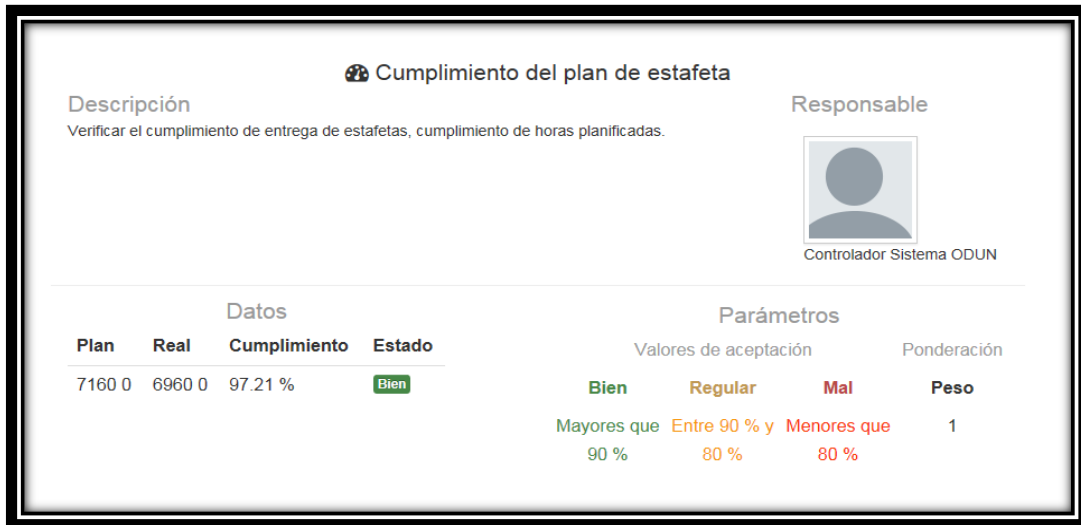 Cumplimiento del plan de estafeta
Descripción
Verificar el cumplimiento de entrega de estafetas, cumplimiento de horas planificadas.
Responsable
Controlador Sistema ODUN
Datos
Plan Real Cumplimiento Estado
7160 0 6960 0 97.21 % Bien
Parámetros
Valores de aceptación Ponderación
Bien Regular Mal Peso
Mayores que Entre 90 % y Menores que 1
90 % 80 % 80 %